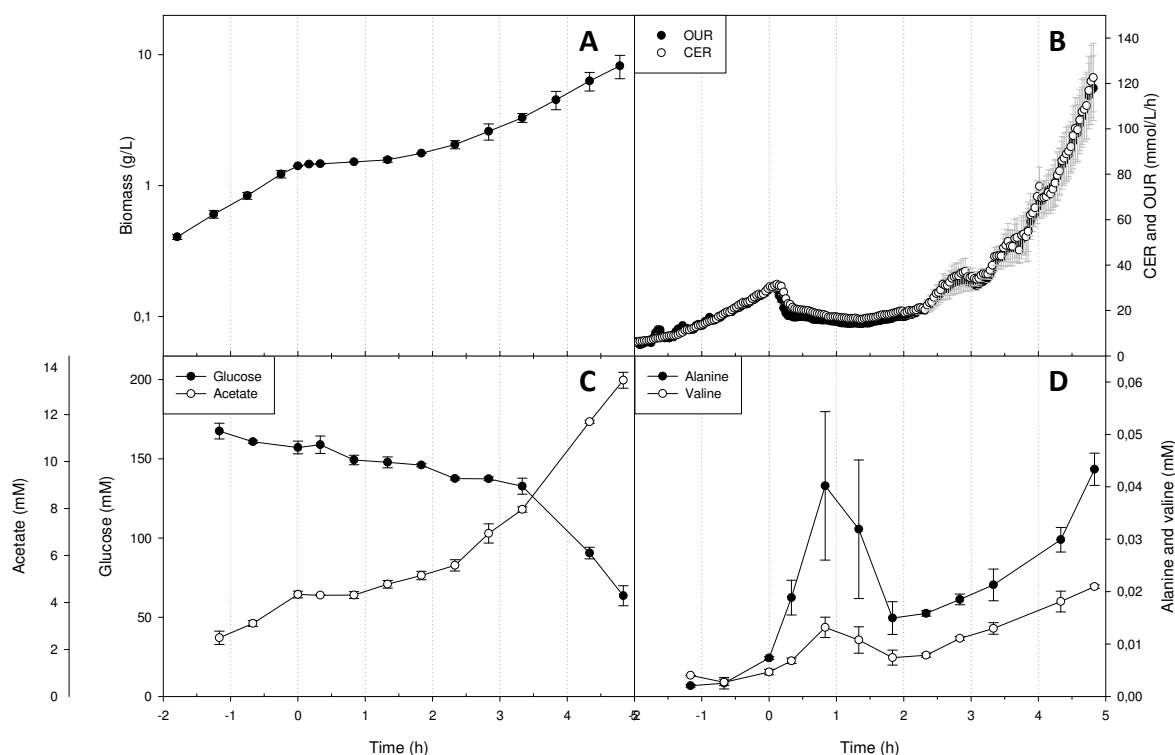 A
10
1
0,1
Biomass (g/L)
OUR
CER
B
140
120
100
80
60
40
20
0
CER and OUR (mmol/L/h)
Glucose
Acetate
C
14
12
10
8
6
4
2
0
Acetate (mM)
200
150
100
50
0
Glucose (mM)
-2 -1 0 1 2 3 4 5
Time (h)
Alanine
Valine
D
0,06
0,05
0,04
0,03
0,02
0,01
0,00
Alanine and valine (mM)
-2 -1 0 1 2 3 4 5
Time (h)